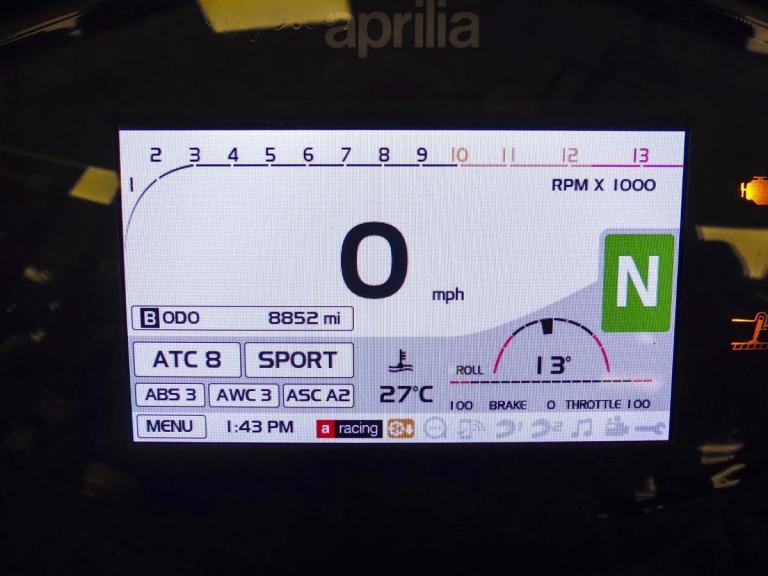 aprilia
1 2 3 4 5 6 7 8 9 10 11 12 13
RPM X 1000
0 mph
N
B ODO 8852 mi
ATC 8 SPORT
ROLL 13°
ABS 3 AWC 3 ASC A2 27°C
100 BRAKE 0 THROTTLE 100
MENU 1:43 PM a racing 1 2